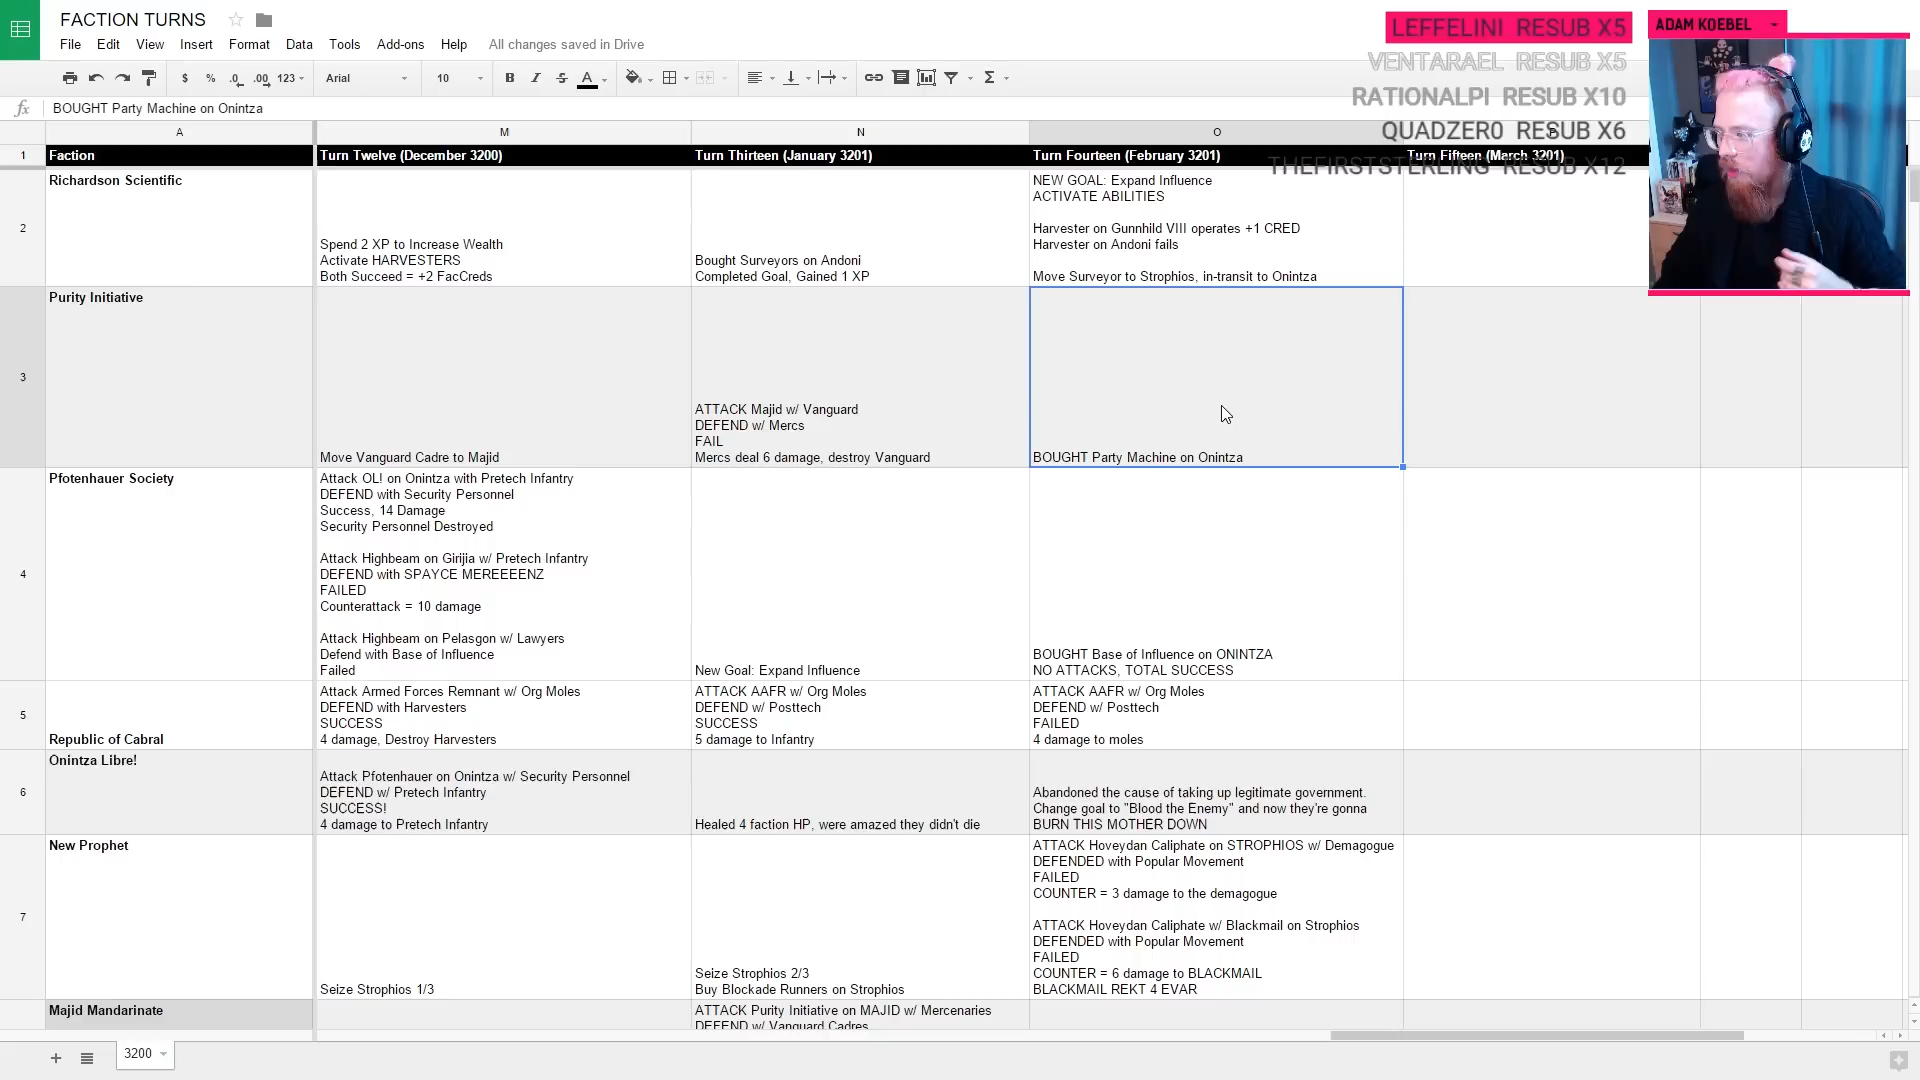 FACTION TURNS
File Edit View Insert Format Data Tools Add-ons Help All changes saved in Drive
LEFFELINI RESUB X5
VENTARAEL RESUB X5
RATIONALPI RESUB X10
QUADZER0 RESUB X6
THEFIRSTSTERLING RESUB X12
ADAM KOEBEL
$ % .0 .00 123 Arial 10 B I S A Σ
fx BOUGHT Party Machine on Onintza
A M N O
1 Faction Turn Twelve (December 3200) Turn Thirteen (January 3201) Turn Fourteen (February 3201) Turn Fifteen (March 3201)
2
Richardson Scientific
Spend 2 XP to Increase Wealth
Activate HARVESTERS
Both Succeed = +2 FacCreds
Bought Surveyors on Andoni
Completed Goal, Gained 1 XP
NEW GOAL: Expand Influence
ACTIVATE ABILITIES
Harvester on Gunnhild VIII operates +1 CRED
Harvester on Andoni fails
Move Surveyor to Strophios, in-transit to Onintza
3
Purity Initiative
Move Vanguard Cadre to Majid
ATTACK Majid w/ Vanguard
DEFEND w/ Mercs
FAIL
Mercs deal 6 damage, destroy Vanguard
BOUGHT Party Machine on Onintza
4
Pfotenhauer Society
Attack OL! on Onintza with Pretech Infantry
DEFEND with Security Personnel
Success, 14 Damage
Security Personnel Destroyed
Attack Highbeam on Girijia w/ Pretech Infantry
DEFEND with SPAYCE MEREEEENZ
FAILED
Counterattack = 10 damage
Attack Highbeam on Pelasgon w/ Lawyers
Defend with Base of Influence
Failed
New Goal: Expand Influence
BOUGHT Base of Influence on ONINTZA
NO ATTACKS, TOTAL SUCCESS
5
Republic of Cabral
Attack Armed Forces Remnant w/ Org Moles
DEFEND with Harvesters
SUCCESS
4 damage, Destroy Harvesters
ATTACK AAFR w/ Org Moles
DEFEND w/ Posttech
SUCCESS
5 damage to Infantry
ATTACK AAFR w/ Org Moles
DEFEND w/ Posttech
FAILED
4 damage to moles
6
Onintza Libre!
Attack Pfotenhauer on Onintza w/ Security Personnel
DEFEND w/ Pretech Infantry
SUCCESS!
4 damage to Pretech Infantry
Healed 4 faction HP, were amazed they didn't die
Abandoned the cause of taking up legitimate government.
Change goal to "Blood the Enemy" and now they're gonna
BURN THIS MOTHER DOWN
7
New Prophet
Seize Strophios 1/3
Seize Strophios 2/3
Buy Blockade Runners on Strophios
ATTACK Hoveydan Caliphate on STROPHIOS w/ Demagogue
DEFENDED with Popular Movement
FAILED
COUNTER = 3 damage to the demagogue
ATTACK Hoveydan Caliphate w/ Blackmail on Strophios
DEFENDED with Popular Movement
FAILED
COUNTER = 6 damage to BLACKMAIL
BLACKMAIL REKT 4 EVAR
Majid Mandarinate
ATTACK Purity Initiative on MAJID w/ Mercenaries
DEFEND w/ Vanguard Cadres
3200